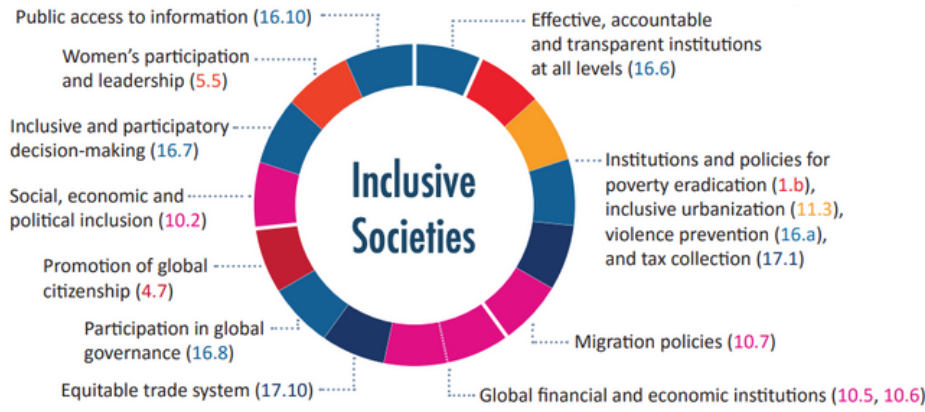 Public access to information (16.10)
Women's participation
and leadership (5.5)
Inclusive and participatory
decision-making (16.7)
Social, economic and
political inclusion (10.2)
Promotion of global
citizenship (4.7)
Participation in global
governance (16.8)
Equitable trade system (17.10)
Inclusive
Societies
Effective, accountable
and transparent institutions
at all levels (16.6)
Institutions and policies for
poverty eradication (1.b),
inclusive urbanization (11.3),
violence prevention (16.a),
and tax collection (17.1)
Migration policies (10.7)
Global financial and economic institutions (10.5, 10.6)